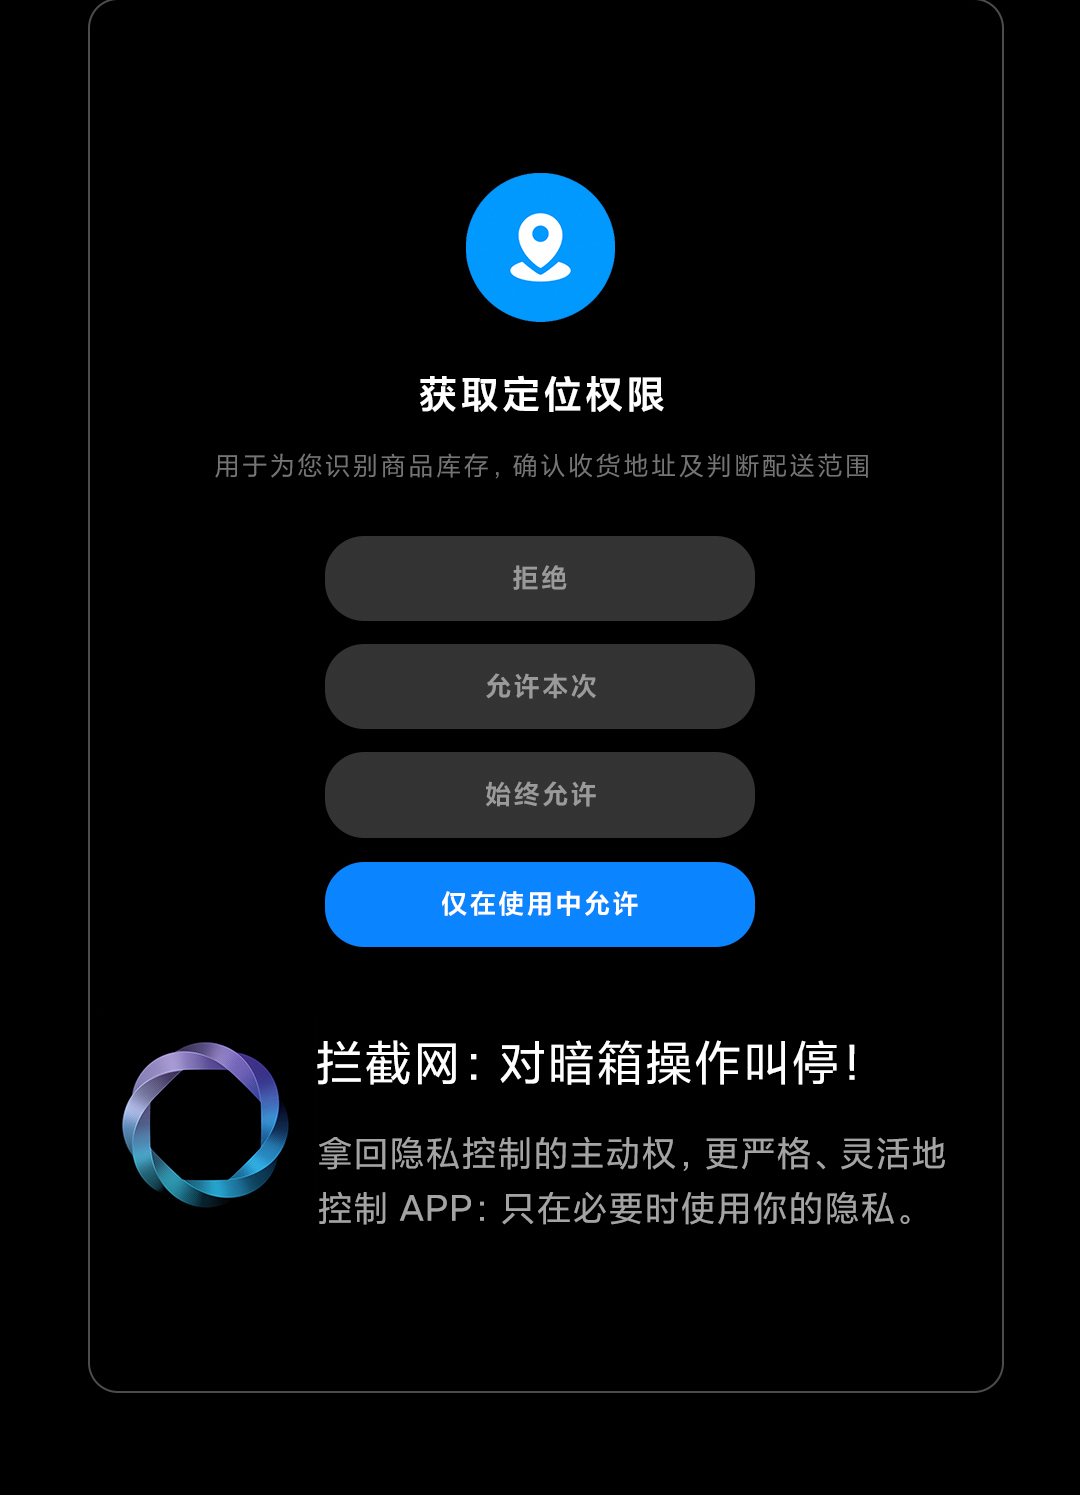 获取定位权限
用于为您识别商品库存, 确认收货地址及判断配送范围
拒绝
允许本次
始终允许
仅在使用中允许
拦截网: 对暗箱操作叫停!
拿回隐私控制的主动权, 更严格、灵活地
控制 APP: 只在必要时使用你的隐私。